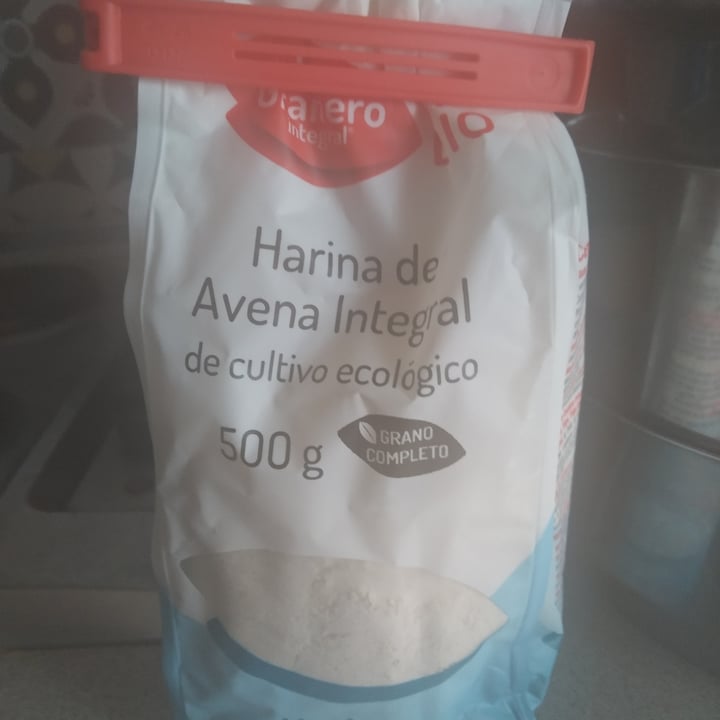 Integral
Harina de
Avena Integral
de cultivo ecológico
500 g
GRANO
COMPLETO